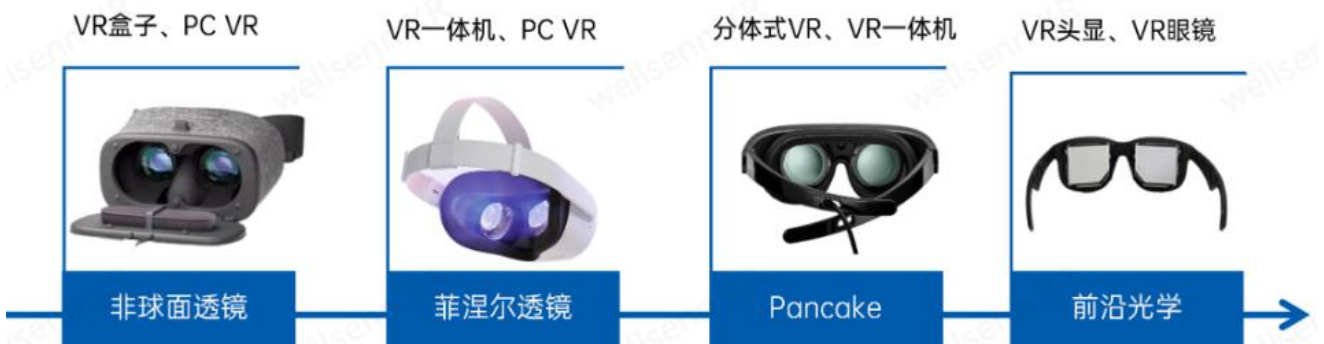 VR盒子、PC VR
VR一体机、PC VR
分体式VR、VR一体机
VR头显、VR眼镜
非球面透镜
菲涅尔透镜
Pancake
前沿光学